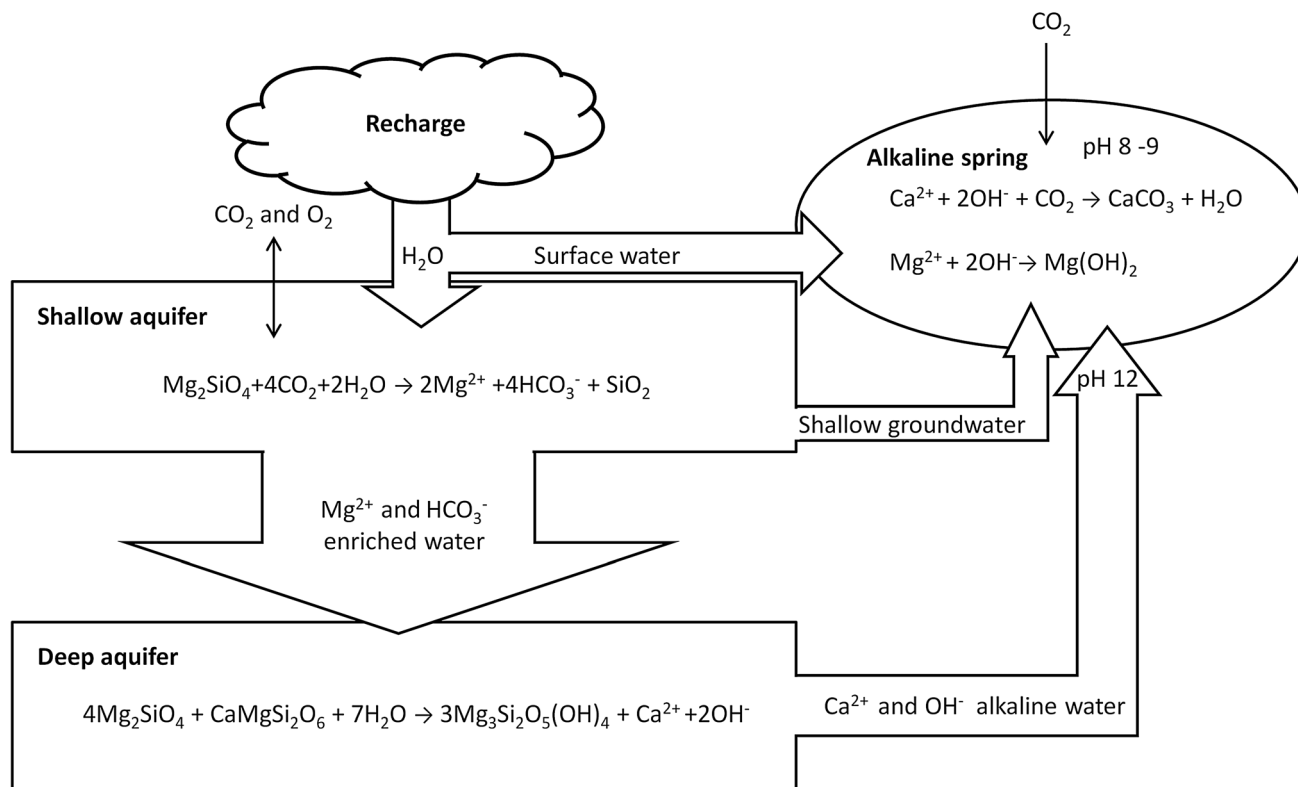 CO₂
Recharge
Alkaline spring
pH 8 -9
Ca²⁺ + 2OH⁻ + CO₂ → CaCO₃ + H₂O
Mg²⁺ + 2OH⁻→ Mg(OH)₂
CO₂ and O₂
H₂O
Surface water
Shallow aquifer
Mg₂SiO₄+4CO₂+2H₂O → 2Mg²⁺ +4HCO₃⁻ + SiO₂
pH 12
Shallow groundwater
Mg²⁺ and HCO₃⁻
enriched water
Deep aquifer
4Mg₂SiO₄ + CaMgSi₂O₆ + 7H₂O → 3Mg₃Si₂O₅(OH)₄ + Ca²⁺ +2OH⁻
Ca²⁺ and OH⁻ alkaline water